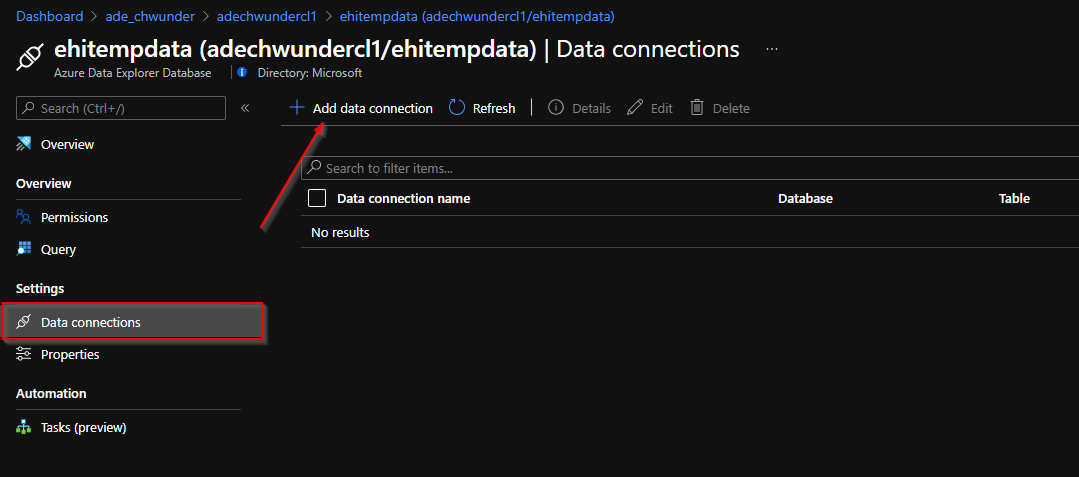 Dashboard > ade_chwunder > adechwundercl1 > ehitempdata (adechwundercl1/ehitempdata)
ehitempdata (adechwundercl1/ehitempdata) | Data connections ...
Azure Data Explorer Database | Directory: Microsoft
Search (Ctrl+/) «
Add data connection Refresh | Details Edit Delete
Overview
Search to filter items...
Overview
Data connection name Database Table
Permissions
No results
Query
Settings
Data connections
Properties
Automation
Tasks (preview)